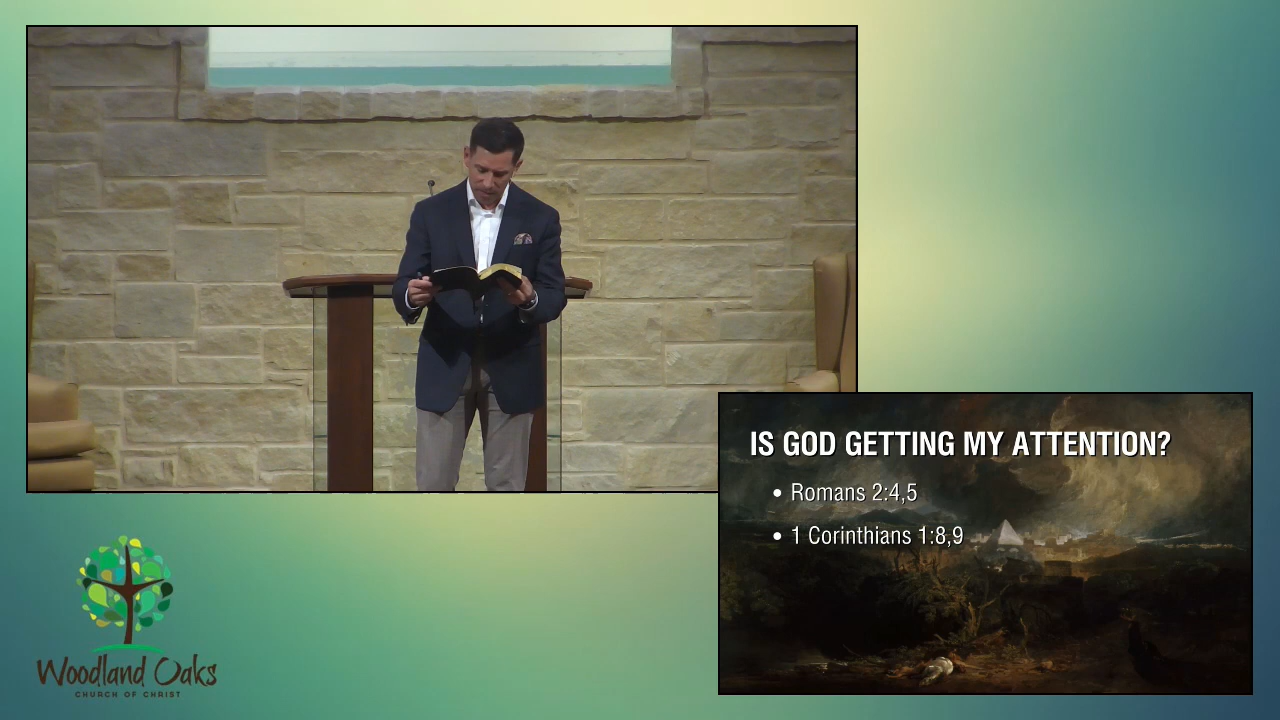 IS GOD GETTING MY ATTENTION?
• Romans 2:4,5
• 1 Corinthians 1:8,9
Woodland Oaks
CHURCH OF CHRIST